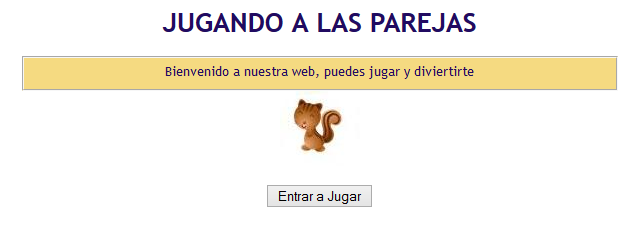 JUGANDO A LAS PAREJAS
Bienvenido a nuestra web, puedes jugar y diviertirte
Entrar a Jugar